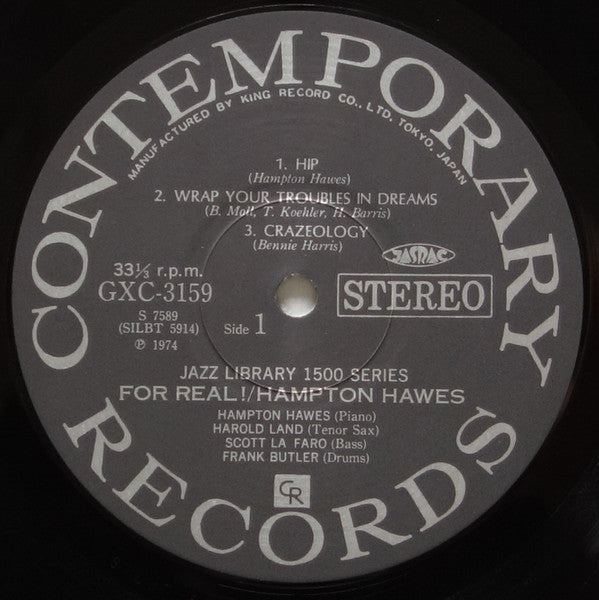 CONTEMPORARY
MANUFACTURED BY KING RECORD CO., LTD. TOKYO, JAPAN
1. HIP
(Hampton Hawes)
2. WRAP YOUR TROUBLES IN DREAMS
(B. Moll, T. Koehler, H. Barris)
3. CRAZEOLOGY
(Bennie Harris)
JASRAC
33⅓ r.p.m.
GXC-3159
STEREO
S 7589
(SILBT 5914)
Side 1
℗ 1974
JAZZ LIBRARY 1500 SERIES
FOR REAL!/HAMPTON HAWES
HAMPTON HAWES (Piano)
HAROLD LAND (Tenor Sax)
SCOTT LA FARO (Bass)
FRANK BUTLER (Drums)
CR
RECORDS